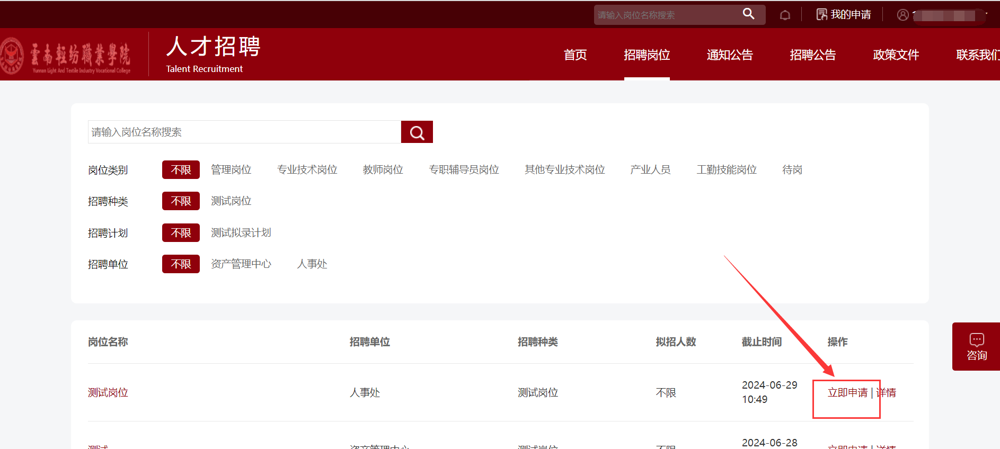 请输入岗位名称搜索
我的申请
雲南輕紡職業學院
Yunnan Light And Textile Industry Vocational College
人才招聘
Talent Recruitment
首页 招聘岗位 通知公告 招聘公告 政策文件 联系我们
请输入岗位名称搜索
岗位类别 不限 管理岗位 专业技术岗位 教师岗位 专职辅导员岗位 其他专业技术岗位 产业人员 工勤技能岗位 待岗
招聘种类 不限 测试岗位
招聘计划 不限 测试拟录计划
招聘单位 不限 资产管理中心 人事处
咨询
岗位名称 招聘单位 招聘种类 拟招人数 截止时间 操作
测试岗位 人事处 测试岗位 不限 2024-06-29 10:49 立即申请 | 详情
测试 资产管理中心 测试岗位 不限 2024-06-28 立即申请 | 详情